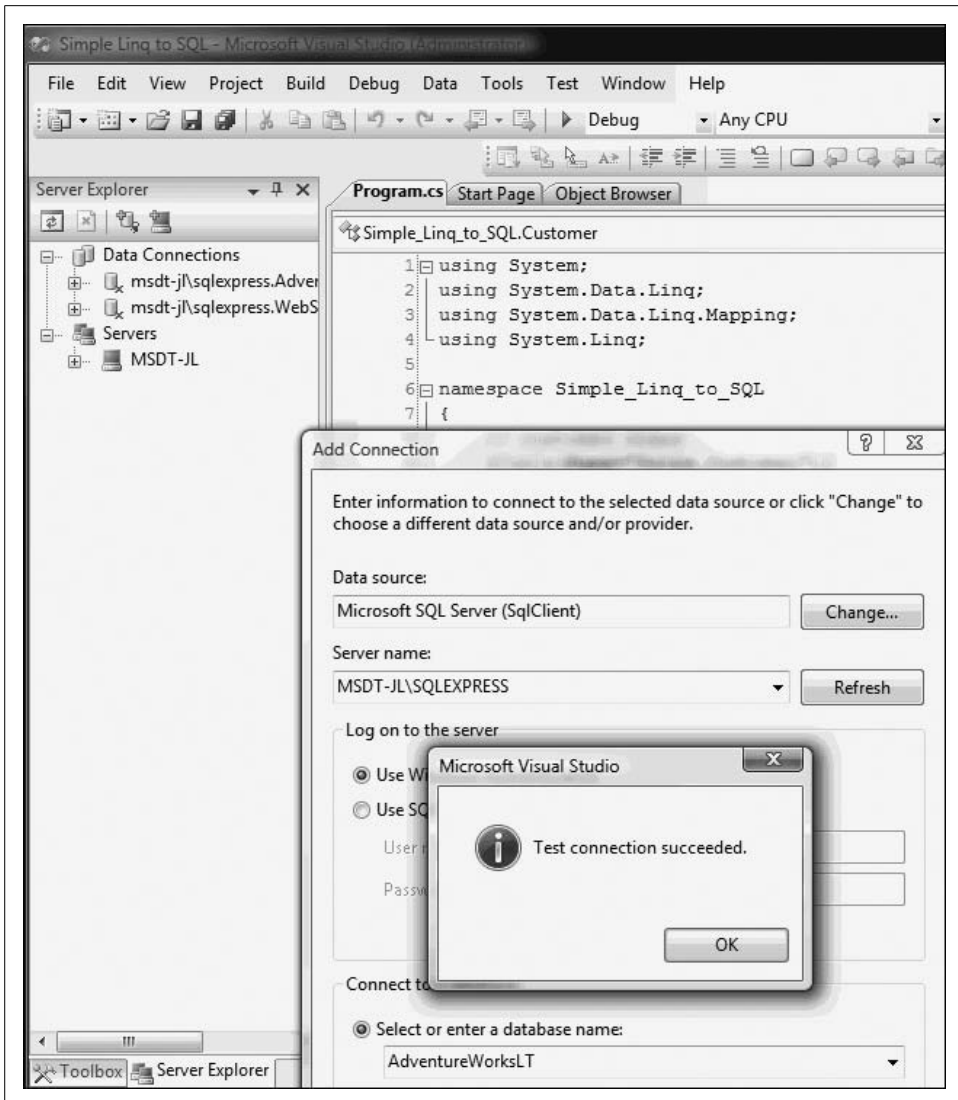 Simple Linq to SQL - Microsoft Visual Studio (Administrator)
File Edit View Project Build Debug Data Tools Test Window Help
Debug Any CPU
Server Explorer
Program.cs Start Page Object Browser
Simple_Linq_to_SQL.Customer
Data Connections
msdt-jl\sqlexpress.Adver
msdt-jl\sqlexpress.WebS
Servers
MSDT-JL
1 using System;
2 using System.Data.Linq;
3 using System.Data.Linq.Mapping;
4 using System.Linq;
5
6 namespace Simple_Linq_to_SQL
7 {
Add Connection
Enter information to connect to the selected data source or click "Change" to
choose a different data source and/or provider.
Data source:
Microsoft SQL Server (SqlClient) Change...
Server name:
MSDT-JL\SQLEXPRESS Refresh
Log on to the server
Use Wi
Use SQ
User
Passw
Microsoft Visual Studio
Test connection succeeded.
OK
Connect to
Select or enter a database name:
AdventureWorksLT
Toolbox Server Explorer